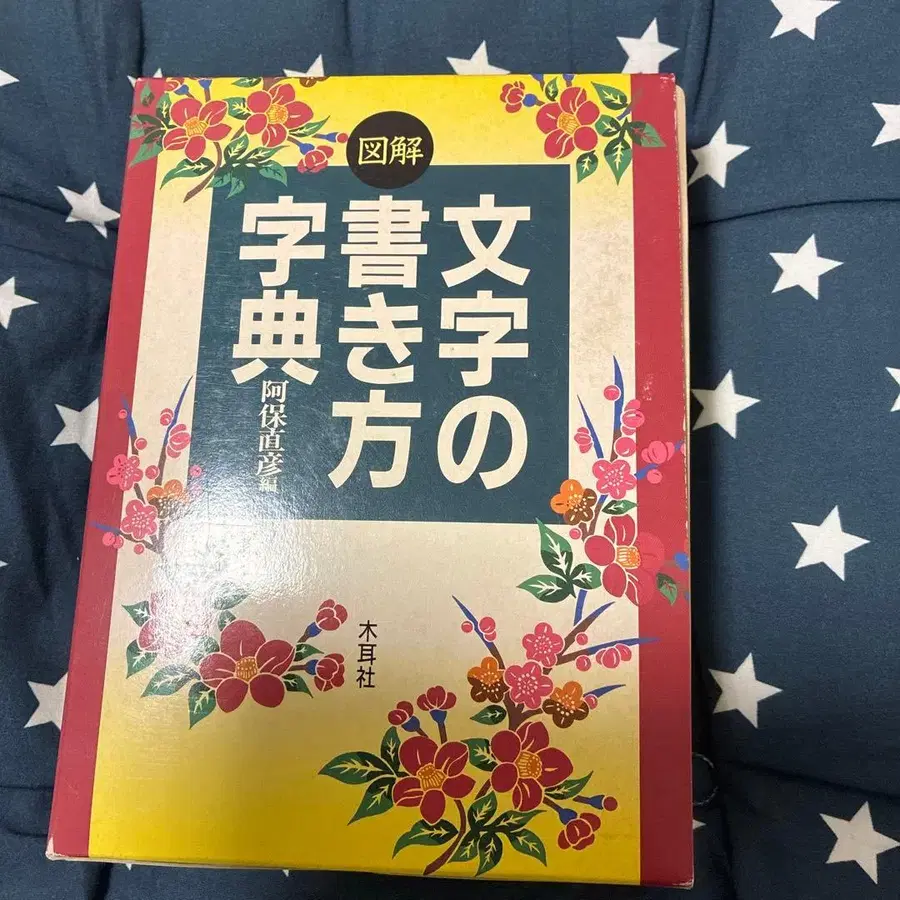 図解
文字の
書き方
字典
阿保直彦編
木耳社